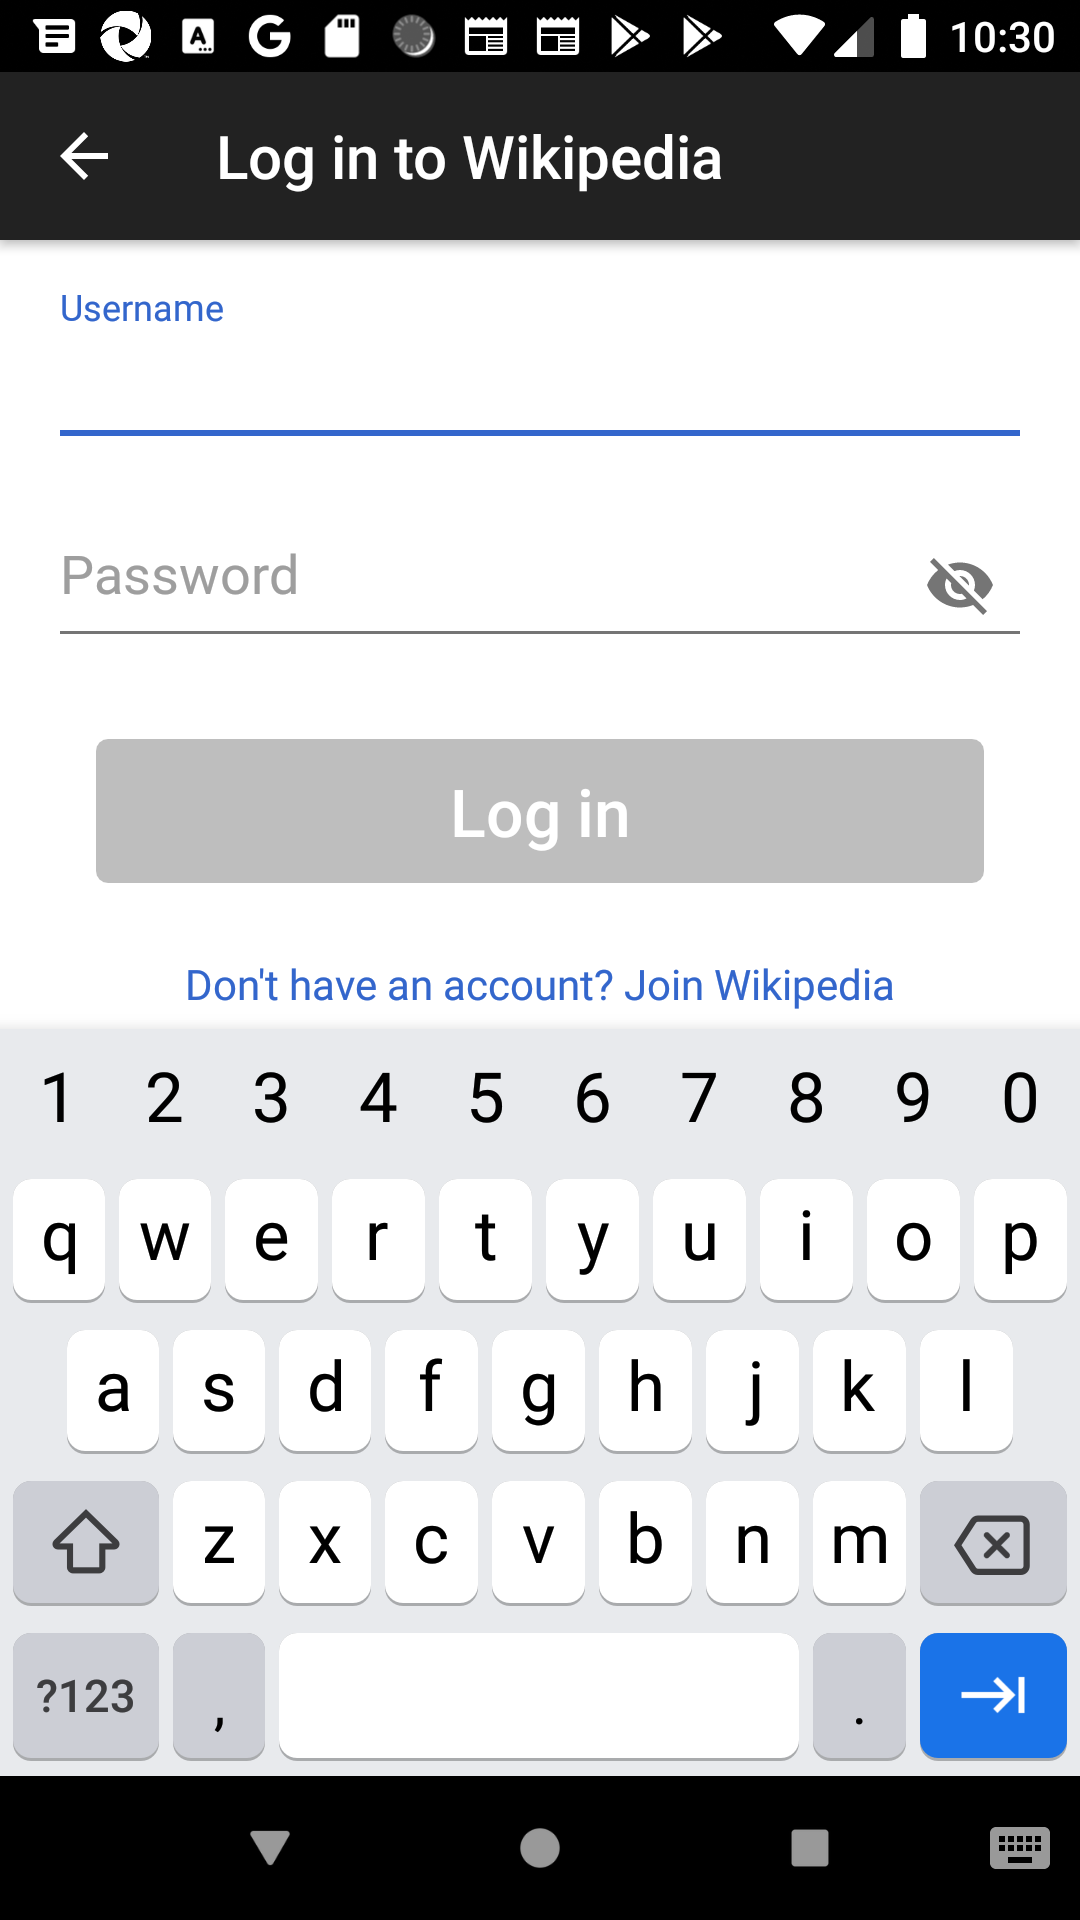 10:30
Log in to Wikipedia
Username
Password
Log in
Don't have an account? Join Wikipedia
1 2 3 4 5 6 7 8 9 0
q w e r t y u i o p
a s d f g h j k l
z x c v b n m
?123 , .